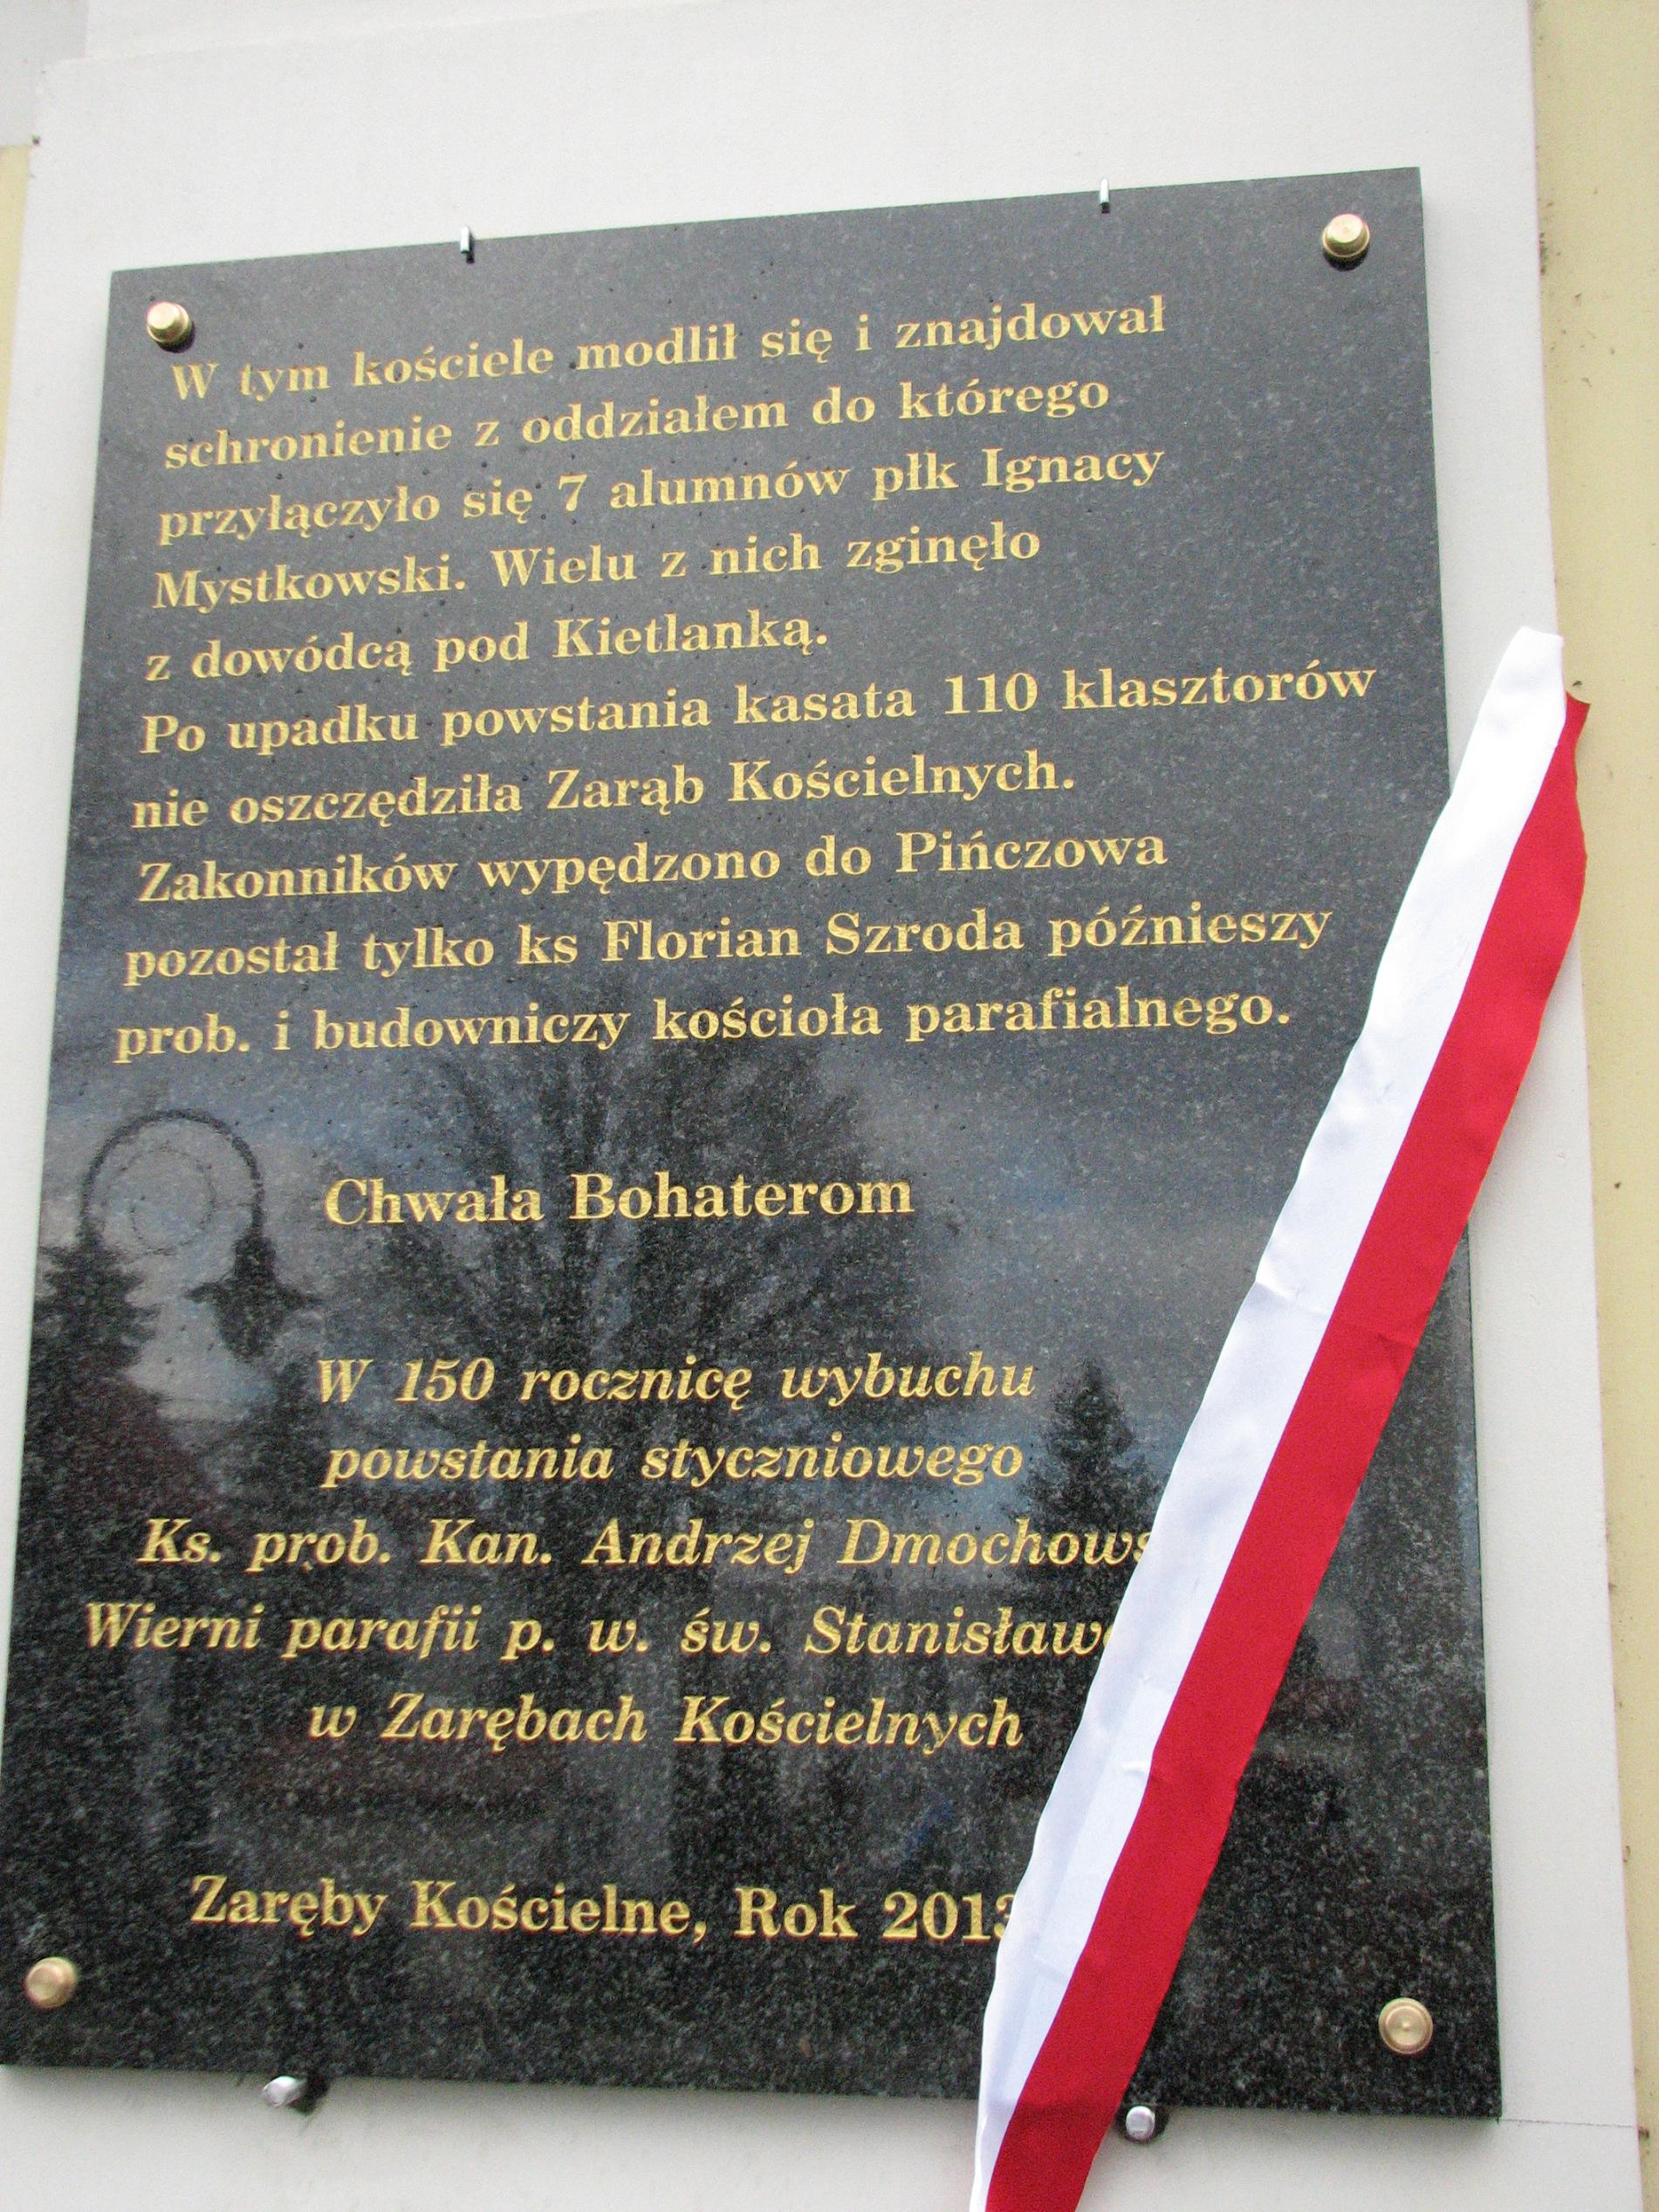 W tym kościele modlił się i znajdował
schronienie z oddziałem do którego
przyłączyło się 7 alumnów płk Ignacy
Mystkowski. Wielu z nich zginęło
z dowódcą pod Kietlanką.
Po upadku powstania kasata 110 klasztorów
nie oszczędziła Zarąb Kościelnych.
Zakonników wypędzono do Pińczowa
pozostał tylko ks Florian Szroda późnieszy
prob. i budowniczy kościoła parafialnego.
Chwała Bohaterom
W 150 rocznicę wybuchu
powstania styczniowego
Ks. prob. Kan. Andrzej
Wierni parafii p. w. św.
w Zarębach Kościelnych
Zaręby Kościelne, Rok 2013